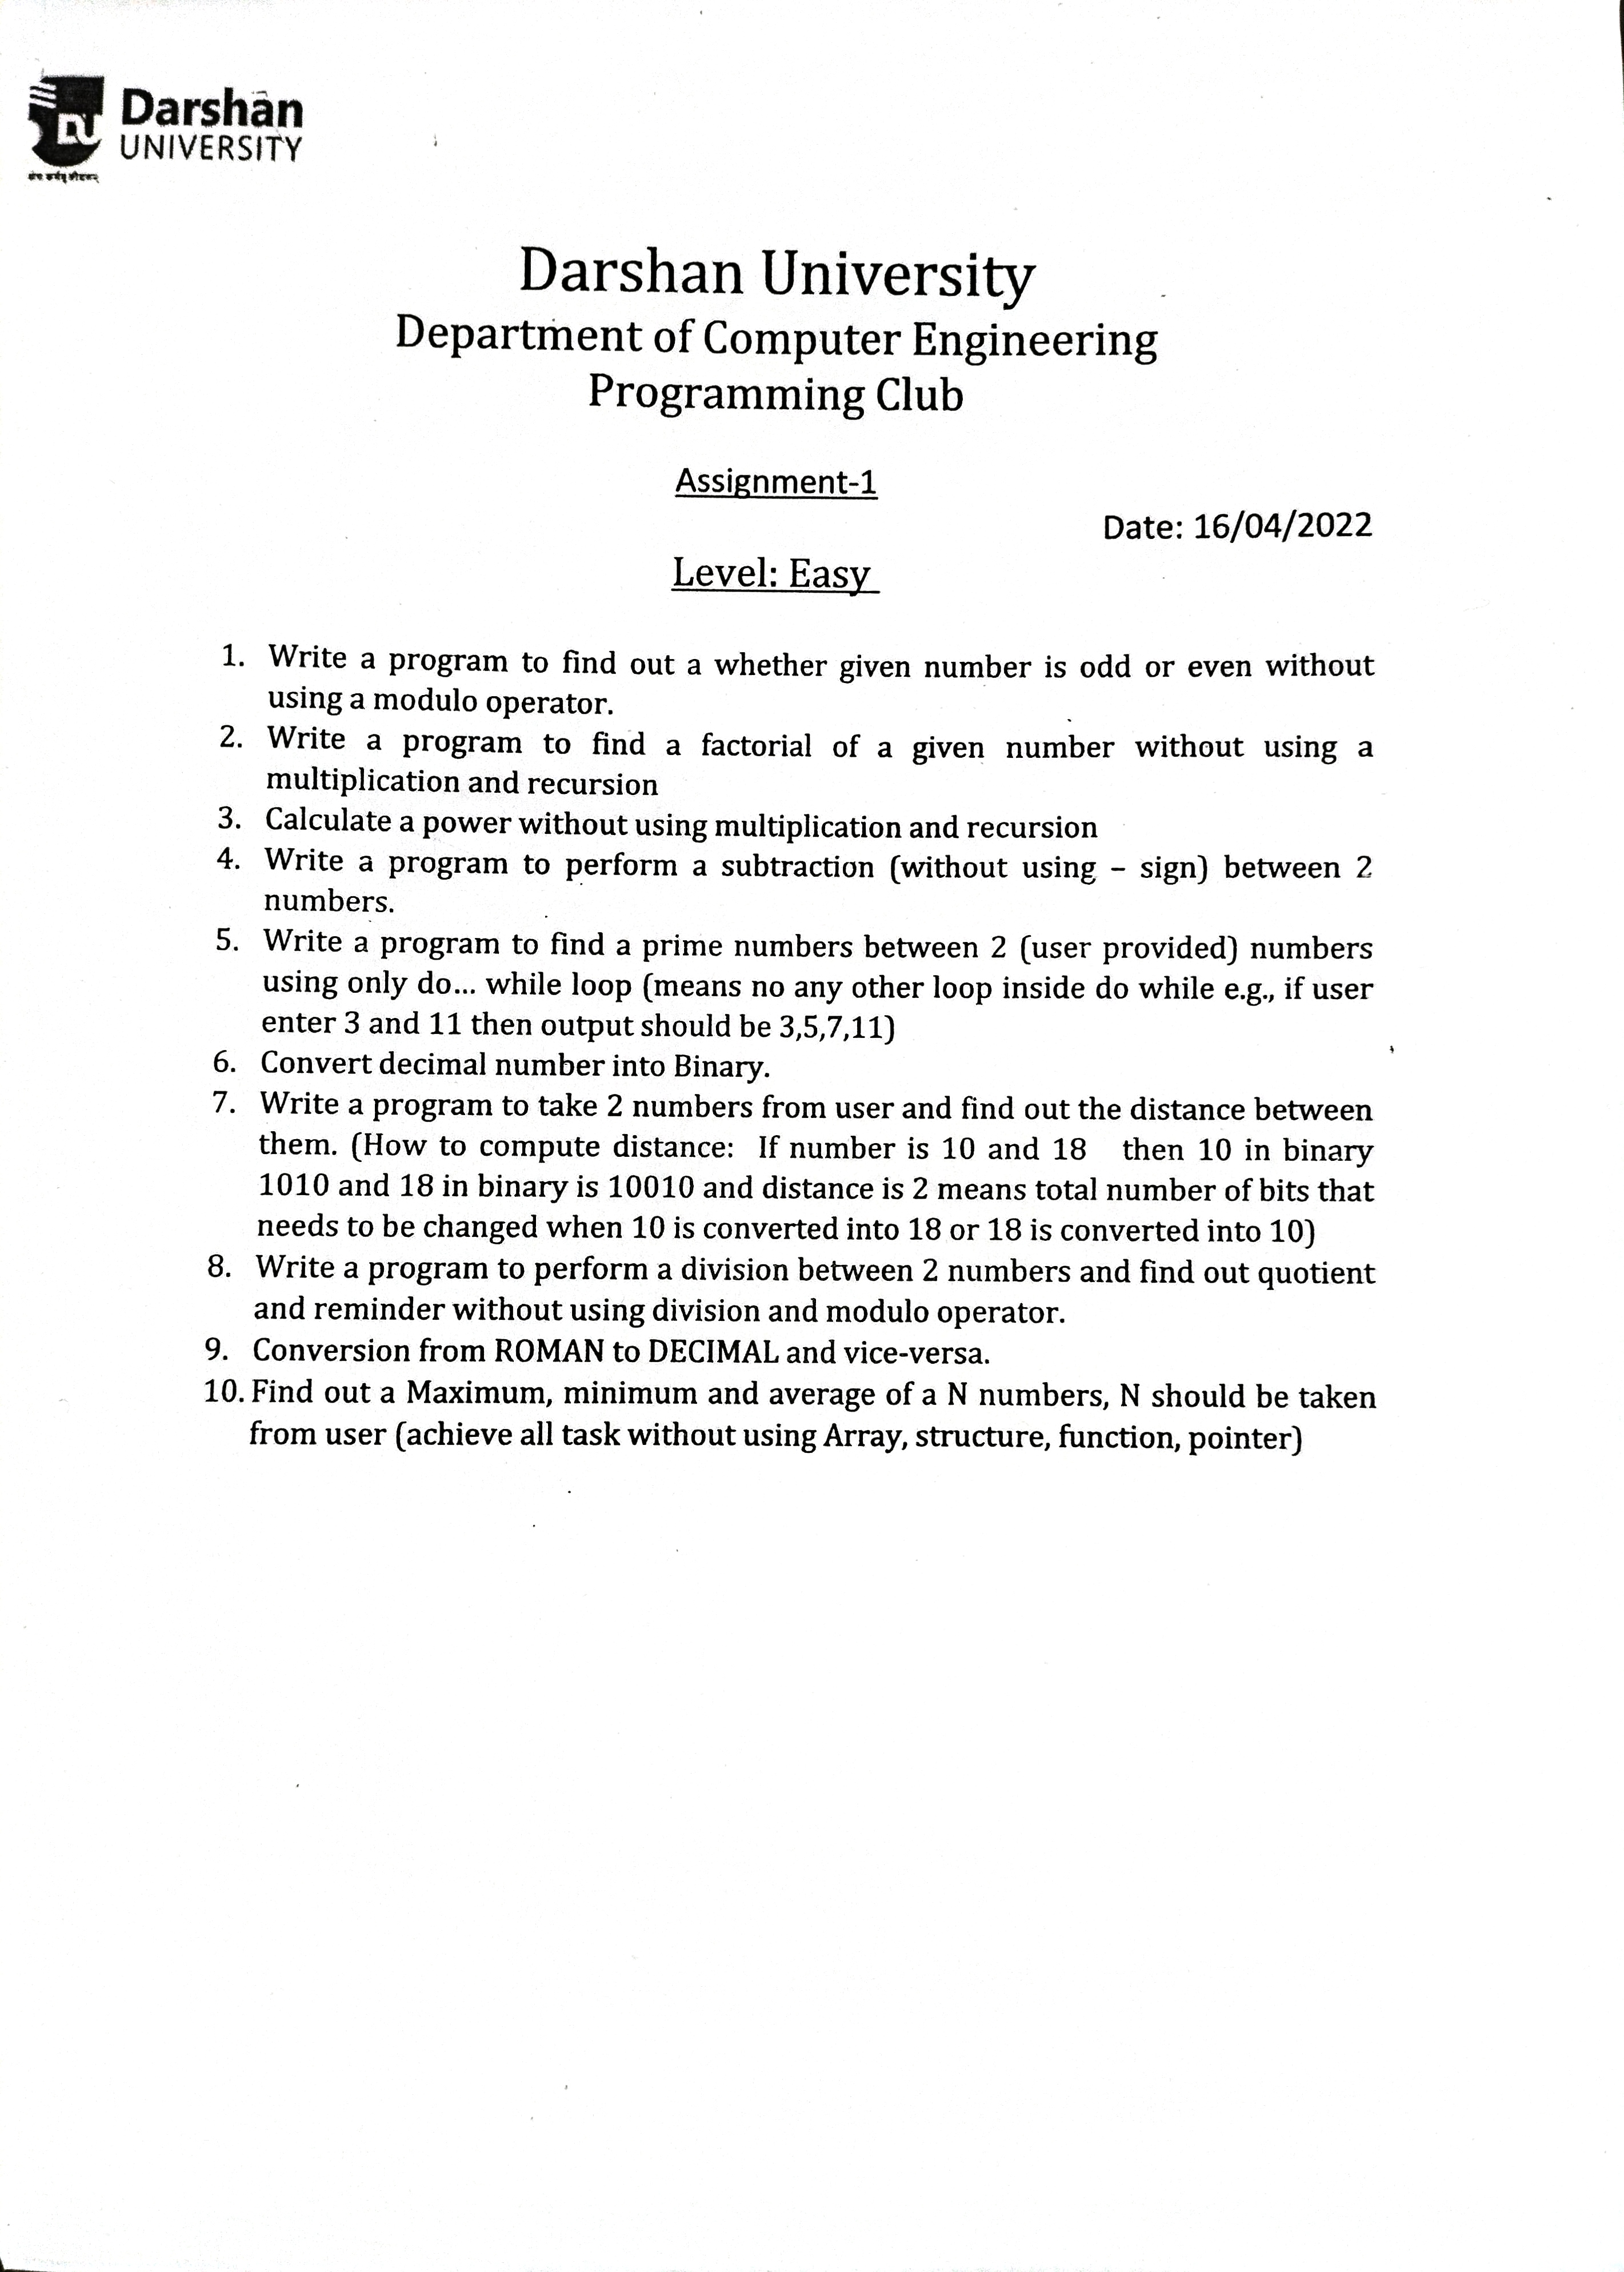 Darshan
UNIVERSITY
Darshan University
Department of Computer Engineering
Programming Club
Assignment-1
Date: 16/04/2022
Level: Easy
1. Write a program to find out a whether given number is odd or even without
using a modulo operator.
2. Write a program to find a factorial of a given number without using a
multiplication and recursion
3. Calculate a power without using multiplication and recursion
4. Write a program to perform a subtraction (without using – sign) between 2
numbers.
5. Write a program to find a prime numbers between 2 (user provided) numbers
using only do... while loop (means no any other loop inside do while e.g., if user
enter 3 and 11 then output should be 3,5,7,11)
6. Convert decimal number into Binary.
7. Write a program to take 2 numbers from user and find out the distance between
them. (How to compute distance: If number is 10 and 18 then 10 in binary
1010 and 18 in binary is 10010 and distance is 2 means total number of bits that
needs to be changed when 10 is converted into 18 or 18 is converted into 10)
8. Write a program to perform a division between 2 numbers and find out quotient
and reminder without using division and modulo operator.
9. Conversion from ROMAN to DECIMAL and vice-versa.
10. Find out a Maximum, minimum and average of a N numbers, N should be taken
from user (achieve all task without using Array, structure, function, pointer)